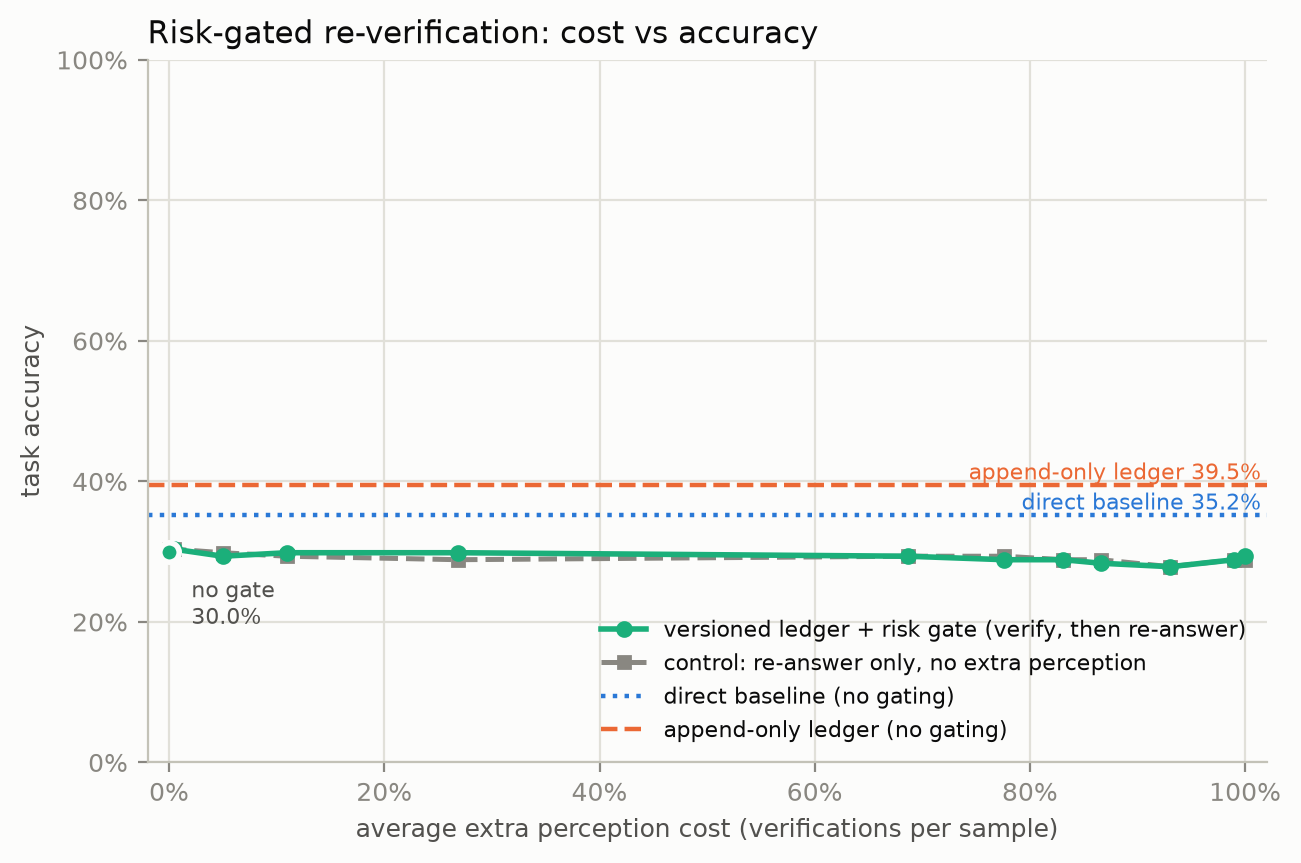 Risk-gated re-verification: cost vs accuracy
100%
80%
60%
40%
20%
0%
task accuracy
append-only ledger 39.5%
direct baseline 35.2%
no gate
30.0%
versioned ledger + risk gate (verify, then re-answer)
control: re-answer only, no extra perception
direct baseline (no gating)
append-only ledger (no gating)
0% 20% 40% 60% 80% 100%
average extra perception cost (verifications per sample)